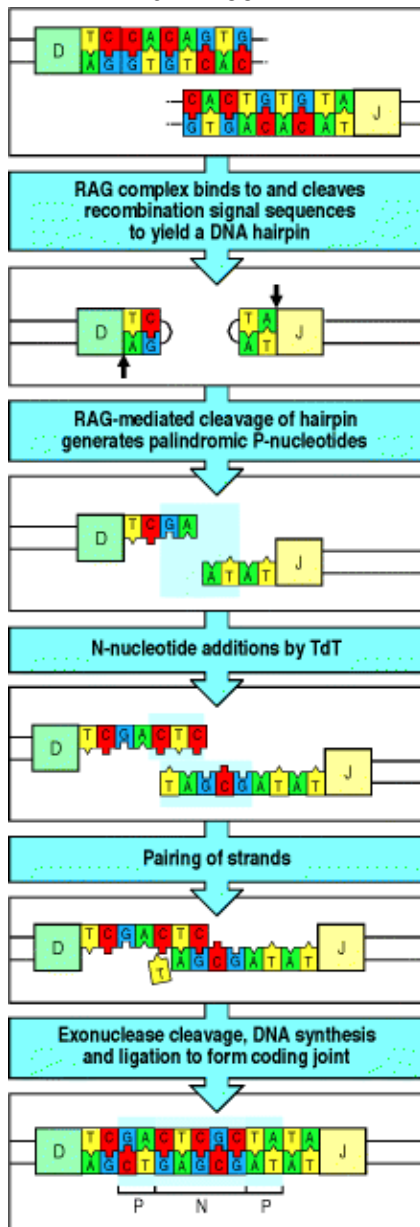 D T C C A C A G T G
A G G T G T C A C
C A C T G T G T A J
G T G A C A C A T
RAG complex binds to and cleaves
recombination signal sequences
to yield a DNA hairpin
D T C T A J
A G A T
RAG-mediated cleavage of hairpin
generates palindromic P-nucleotides
D T C G A
A T A T J
N-nucleotide additions by TdT
D T C G A C T C
T A G C G A T A T J
Pairing of strands
D T C G A C T C
T A G C G A T A T J
Exonuclease cleavage, DNA synthesis
and ligation to form coding joint
D T C G A C T C G C T A T A J
A G C T G A G C G A T A T
P N P